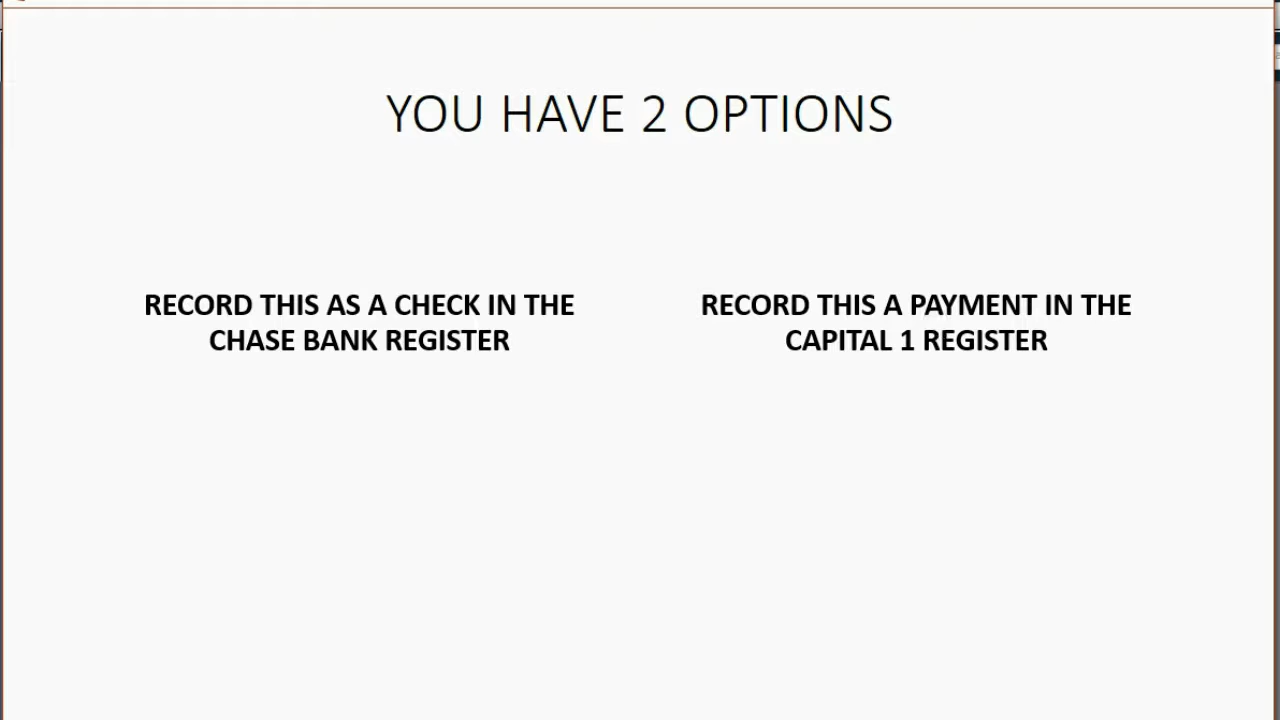 YOU HAVE 2 OPTIONS
RECORD THIS AS A CHECK IN THE
CHASE BANK REGISTER
RECORD THIS A PAYMENT IN THE
CAPITAL 1 REGISTER